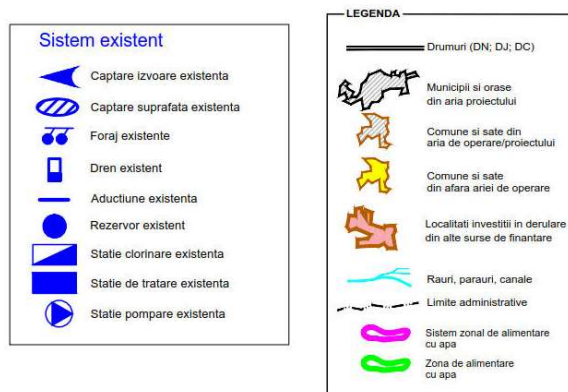 Sistem existent
Captare izvoare existenta
Captare suprafata existenta
Foraj existente
Dren existent
Aductiune existenta
Rezervor existent
Statie clorinare existenta
Statie de tratare existenta
Statie pompare existenta
LEGENDA
Drumuri (DN; DJ; DC)
Municipii si orase
din aria proiectului
Comune si sate din
aria de operare/proiectului
Comune si sate
din afara ariei de operare
Localitati investitii in derulare
din alte surse de finantare
Rauri, parauri, canale
Limite administrative
Sistem zonal de alimentare
cu apa
Zona de alimentare
cu apa